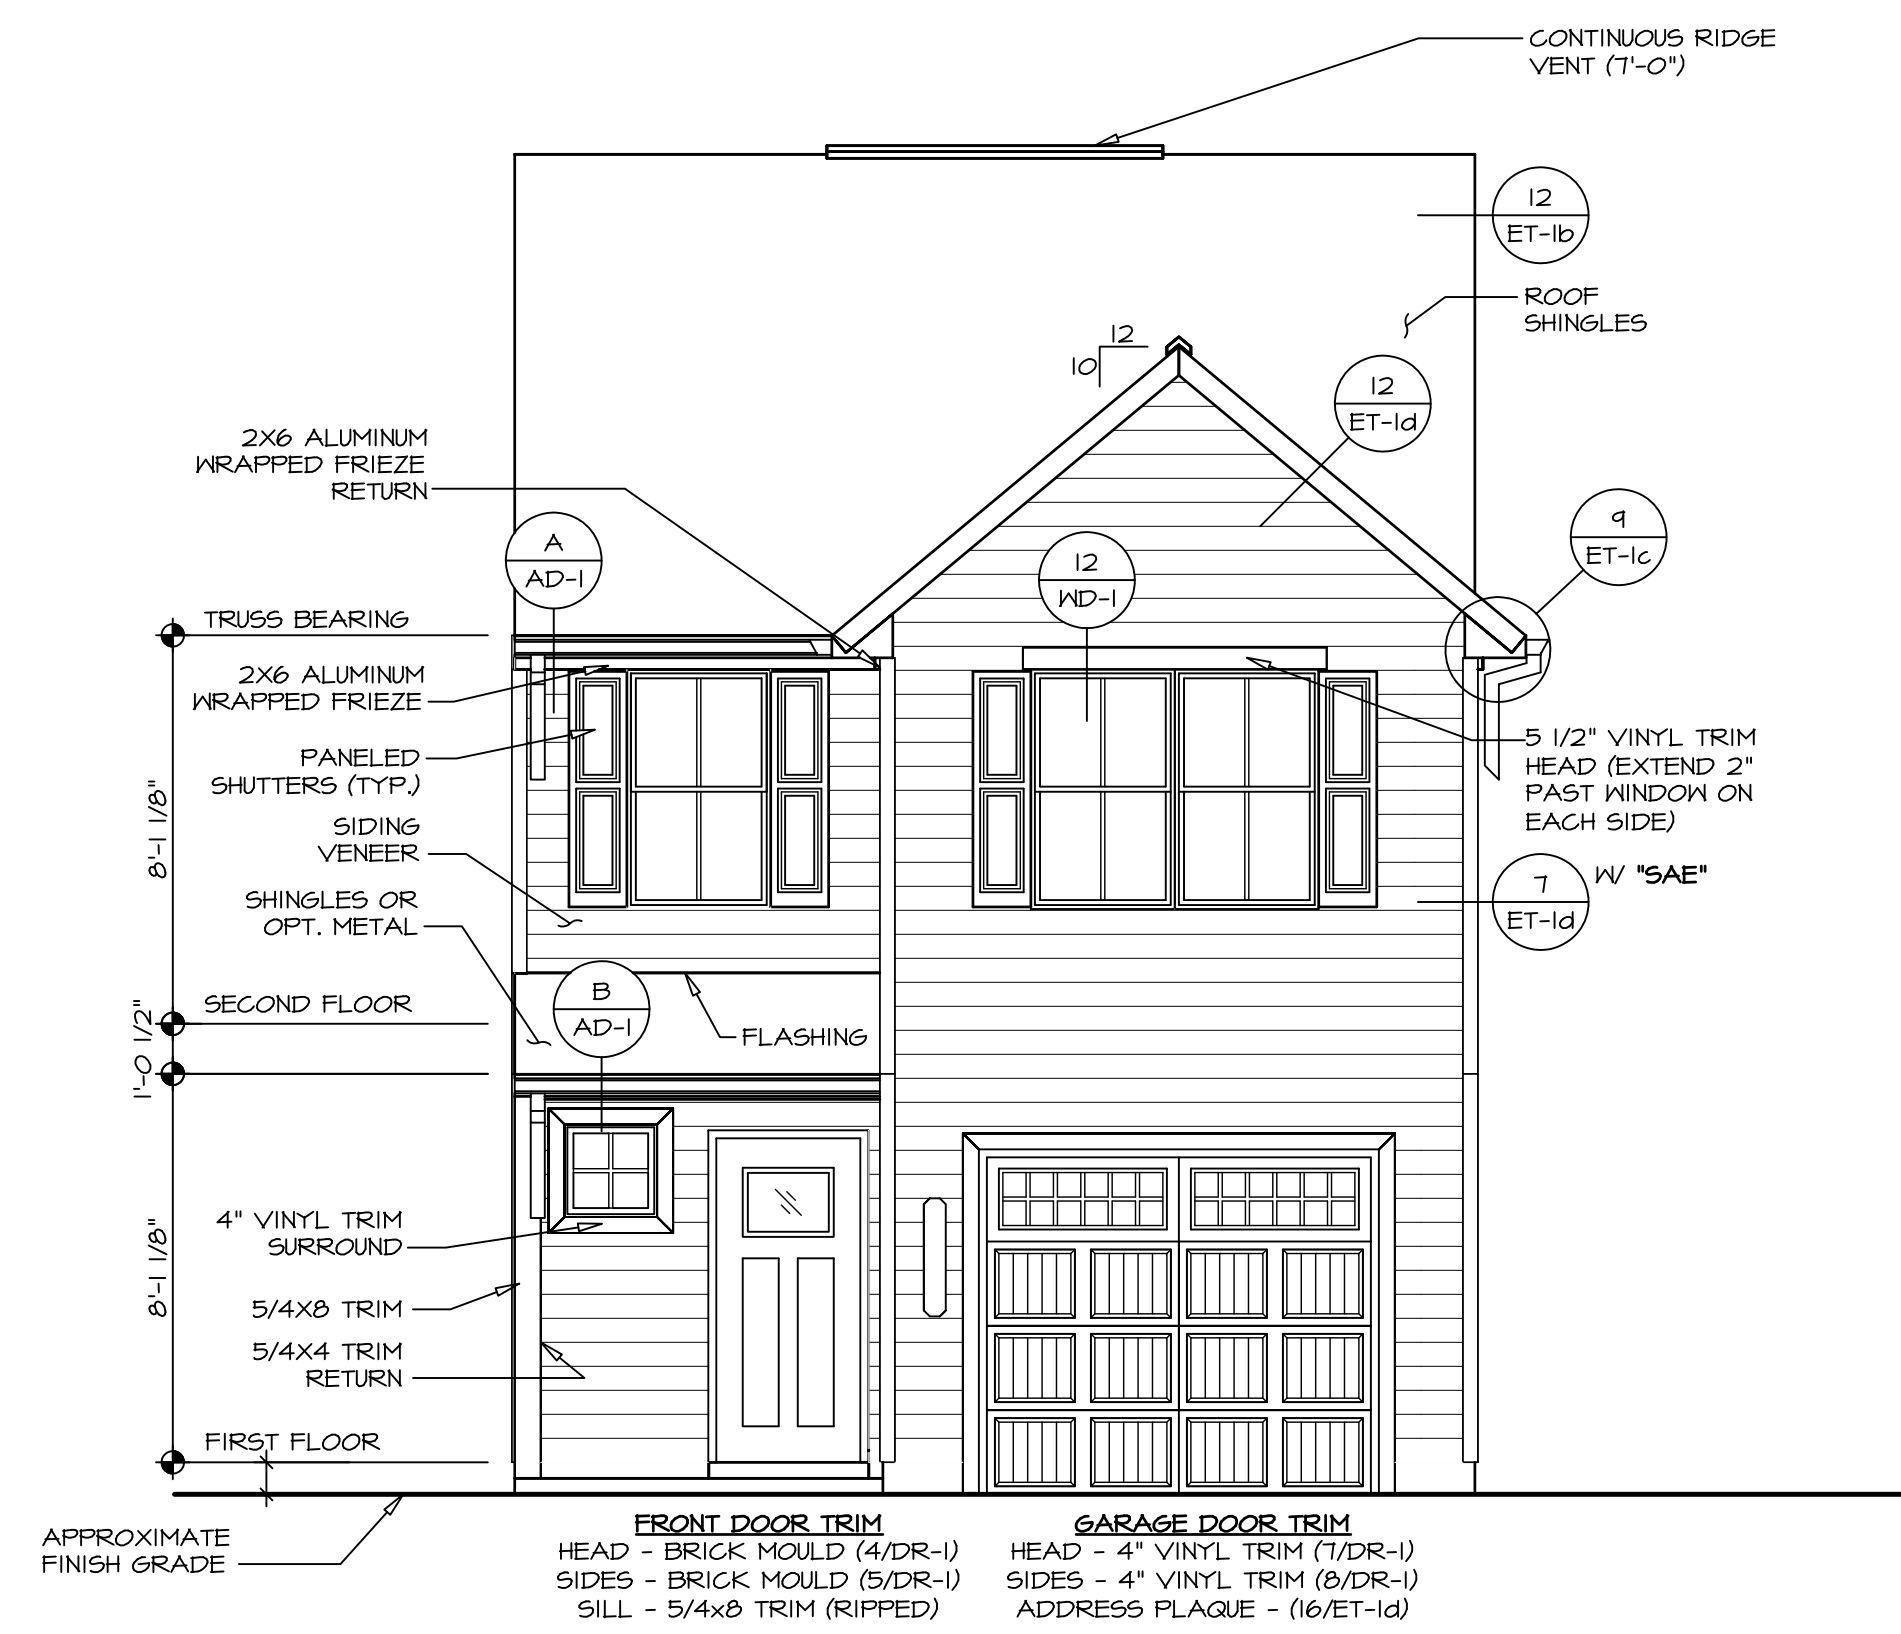 CONTINUOUS RIDGE
VENT (7'-0")
12
ET-1b
ROOF
SHINGLES
12
10
12
ET-1d
2X6 ALUMINUM
WRAPPED FRIEZE
RETURN
9
ET-1c
A
AD-1
12
WD-1
TRUSS BEARING
2X6 ALUMINUM
WRAPPED FRIEZE
PANELED
SHUTTERS (TYP.)
5 1/2" VINYL TRIM
HEAD (EXTEND 2"
PAST WINDOW ON
EACH SIDE)
8'-1 1/8"
SIDING
VENEER
7
ET-1d
W/ "SAE"
SHINGLES OR
OPT. METAL
B
AD-1
SECOND FLOOR
FLASHING
1'-0 1/2"
4" VINYL TRIM
SURROUND
8'-1 1/8"
5/4X8 TRIM
5/4X4 TRIM
RETURN
FIRST FLOOR
APPROXIMATE
FINISH GRADE
FRONT DOOR TRIM
HEAD - BRICK MOULD (4/DR-1)
SIDES - BRICK MOULD (5/DR-1)
SILL - 5/4x8 TRIM (RIPPED)
GARAGE DOOR TRIM
HEAD - 4" VINYL TRIM (7/DR-1)
SIDES - 4" VINYL TRIM (8/DR-1)
ADDRESS PLAQUE - (16/ET-1d)